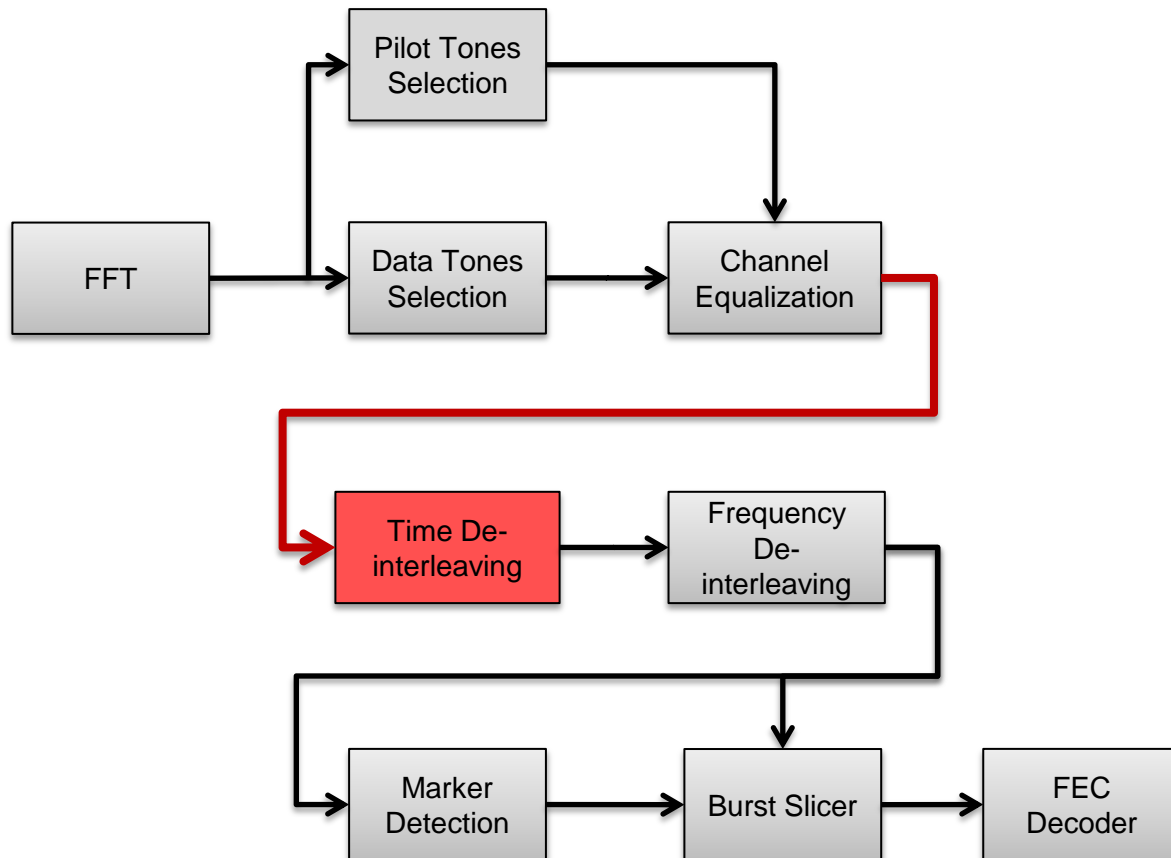 Pilot Tones
Selection
FFT
Data Tones
Selection
Channel
Equalization
Time De-
interleaving
Frequency
De-
interleaving
Marker
Detection
Burst Slicer
FEC
Decoder